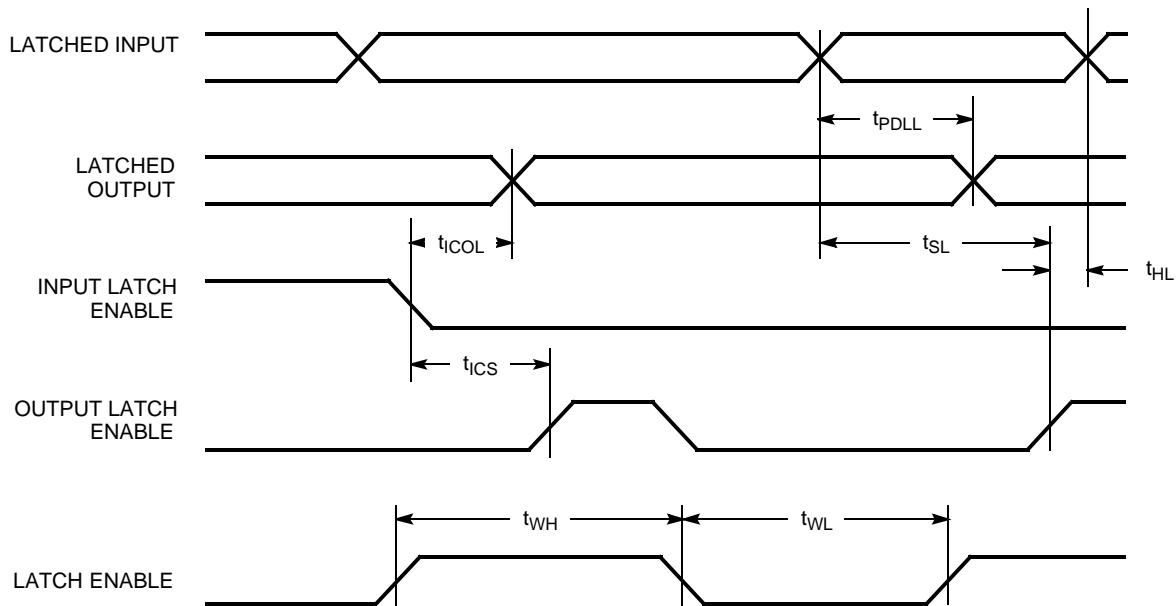 LATCHED INPUT
tPDLL
LATCHED
OUTPUT
tICOL
tSL
tHL
INPUT LATCH
ENABLE
tICS
OUTPUT LATCH
ENABLE
tWH
tWL
LATCH ENABLE